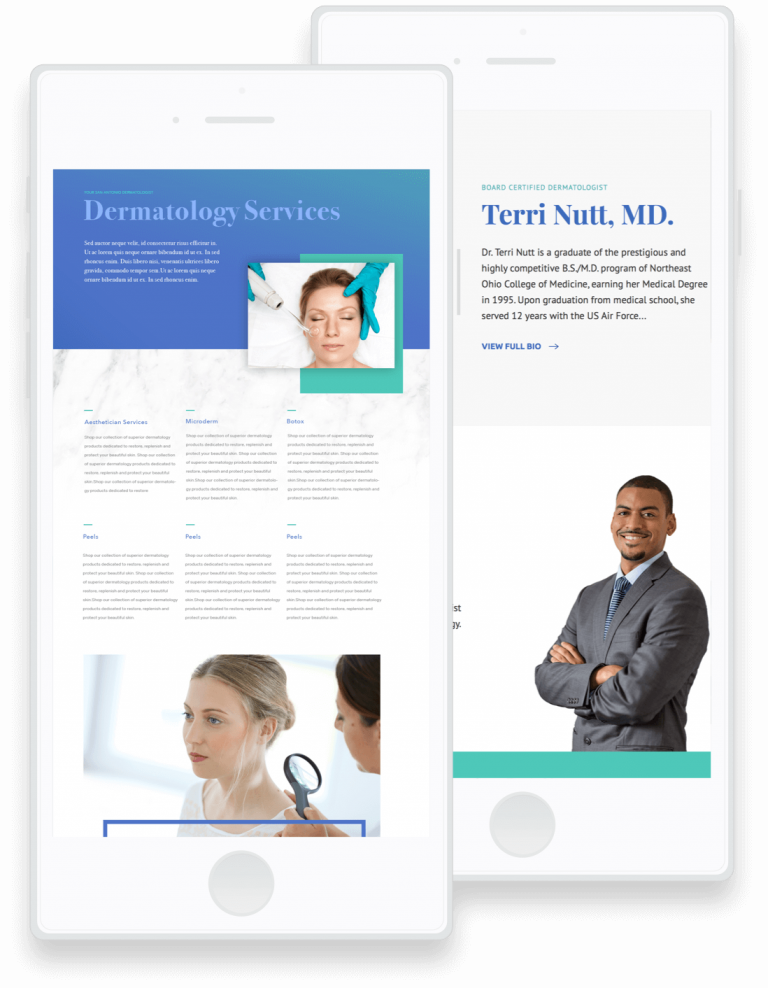 Dermatology Services
Sed metor neque velit, id consecterur risus efficitur in.
Ut ac lorem quis neque ornare bibendum id ut ex. In sed
rhoncus enim. Duis libero nisi, venenatis ultrices libero
gravida, commodo tempor sem.Ut ac lorem quis neque
ornare bibendum id ut ex. In sed rhoncus enim.
Aesthetician Services
Shop our collection of superior dermatology
products dedicated to restore, replenish and
protect your beautiful skin. Shop our collection
of superior dermatology products dedicated to
restore, replenish and protect your beautiful
skin.Shop our collection of superior dermatolo-
gy products dedicated to restore
Microderm
Shop our collection of superior dermatology
products dedicated to restore, replenish and
protect your beautiful skin. Shop our collection
of superior dermatology products dedicated to
restore, replenish and protect your beautiful
skin.Shop our collection of superior dermatolo-
gy products dedicated to restore, replenish and
protect your beautiful skin.
Botox
Shop our collection of superior dermatology
products dedicated to restore, replenish and
protect your beautiful skin. Shop our collection
of superior dermatology products dedicated to
restore, replenish and protect your beautiful
skin.Shop our collection of superior dermatolo-
gy products dedicated to restore, replenish and
protect your beautiful skin.
Peels
Shop our collection of superior dermatology
products dedicated to restore, replenish and
protect your beautiful skin. Shop our collection
of superior dermatology products dedicated to
restore, replenish and protect your beautiful
skin.Shop our collection of superior dermatology
products dedicated to restore, replenish and
protect your beautiful skin.
Peels
Shop our collection of superior dermatology
products dedicated to restore, replenish and
protect your beautiful skin. Shop our collection
of superior dermatology products dedicated to
restore, replenish and protect your beautiful
skin.Shop our collection of superior dermatology
products dedicated to restore, replenish and
protect your beautiful skin.
Peels
Shop our collection of superior dermatology
products dedicated to restore, replenish and
protect your beautiful skin. Shop our collection
of superior dermatology products dedicated to
restore, replenish and protect your beautiful
skin.Shop our collection of superior dermatology
products dedicated to restore, replenish and
protect your beautiful skin.
BOARD CERTIFIED DERMATOLOGIST
Terri Nutt, MD.
Dr. Terri Nutt is a graduate of the prestigious and
highly competitive B.S./M.D. program of Northeast
Ohio College of Medicine, earning her Medical Degree
in 1995. Upon graduation from medical school, she
served 12 years with the US Air Force...
VIEW FULL BIO →